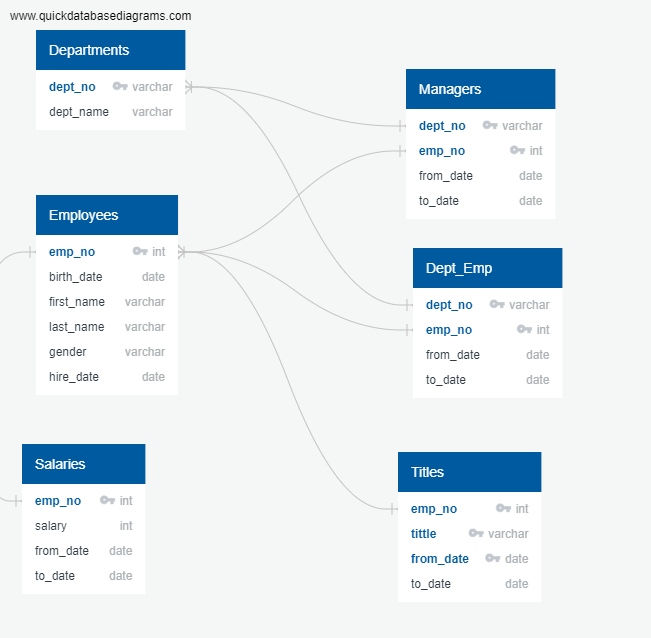 www.quickdatabasediagrams.com
Departments
dept_no varchar
dept_name varchar
Employees
emp_no int
birth_date date
first_name varchar
last_name varchar
gender varchar
hire_date date
Salaries
emp_no int
salary int
from_date date
to_date date
Managers
dept_no varchar
emp_no int
from_date date
to_date date
Dept_Emp
dept_no varchar
emp_no int
from_date date
to_date date
Titles
emp_no int
tittle varchar
from_date date
to_date date